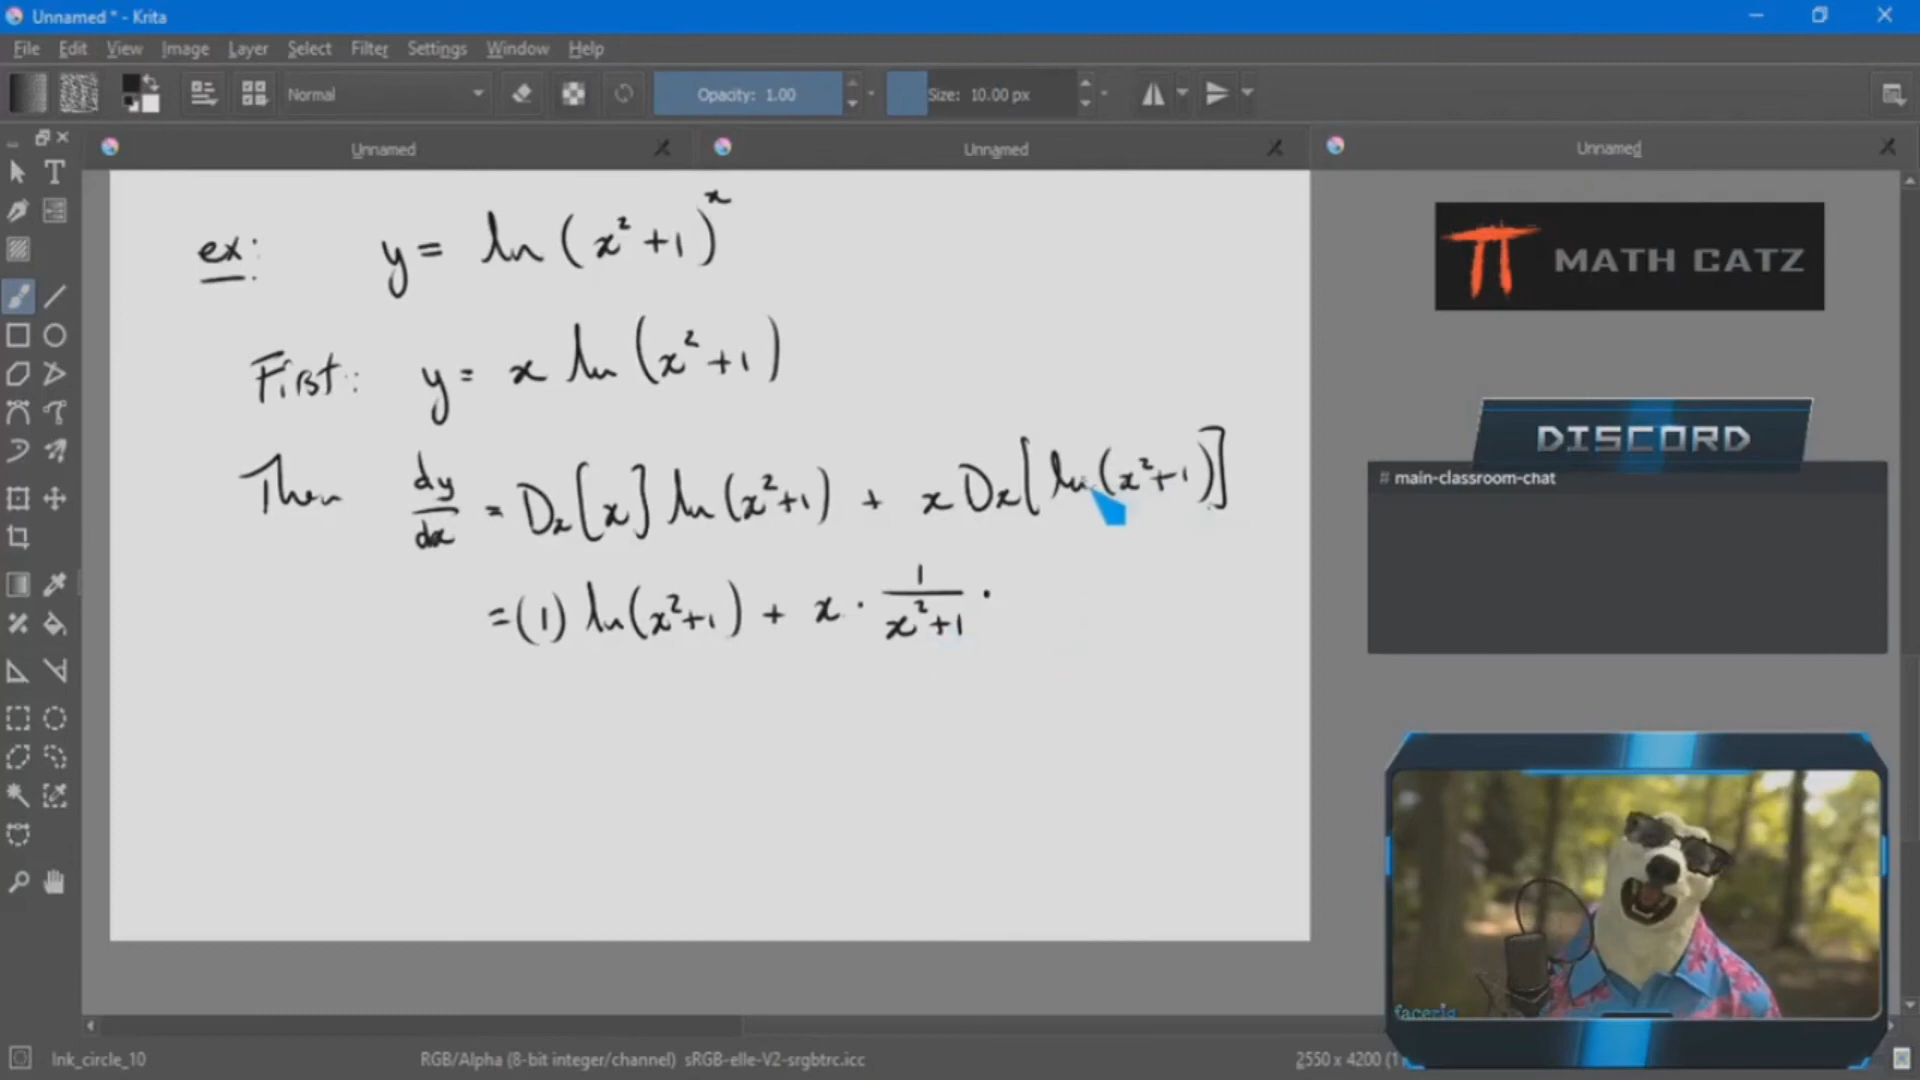 Unnamed * - Krita
File Edit View Image Layer Select Filter Settings Window Help
Normal
Opacity: 1.00
Size: 10.00 px
Unnamed
Unnamed
Unnamed
ex: y = ln (x² + 1)ˣ
First: y = x ln (x² + 1)
Then dy/dx = Dₓ[x] ln(x²+1) + x Dₓ[ln(x²+1)]
= (1) ln(x²+1) + x · 1/(x²+1) ·
MATH CATZ
DISCORD
# main-classroom-chat
facerig
Ink_circle_10
RGB/Alpha (8-bit integer/channel) sRGB-elle-V2-srgbtrc.icc
2550 x 4200 (1